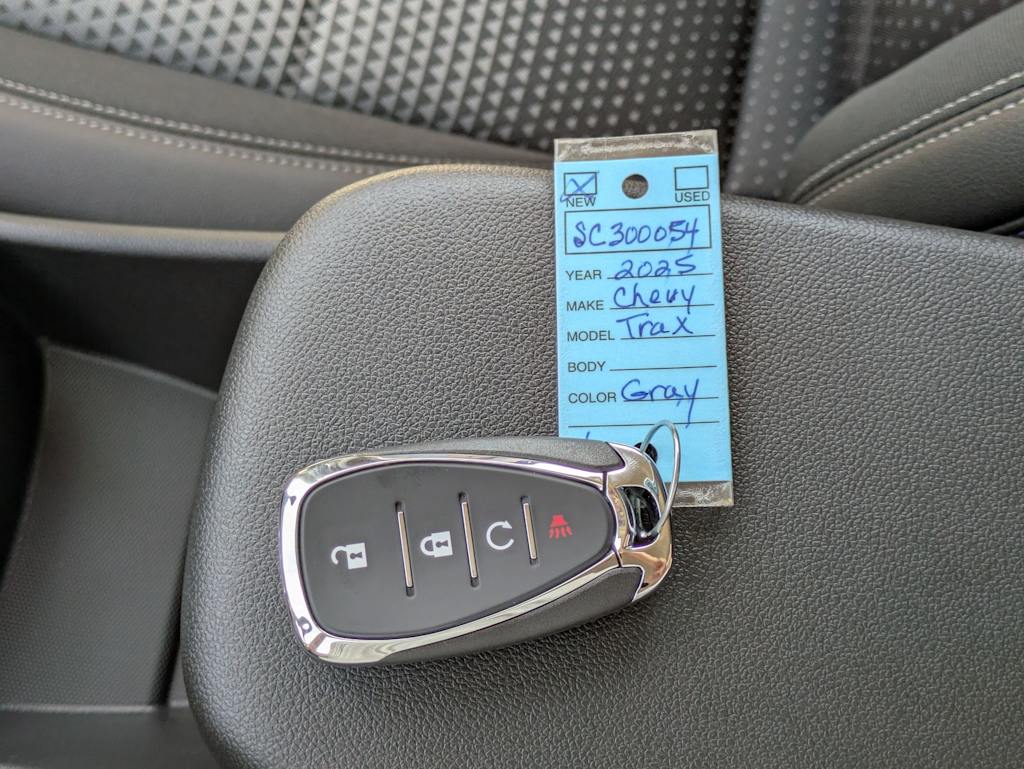 NEW USED
SC300054
YEAR 2025
MAKE Chevy
MODEL Trax
BODY
COLOR Gray